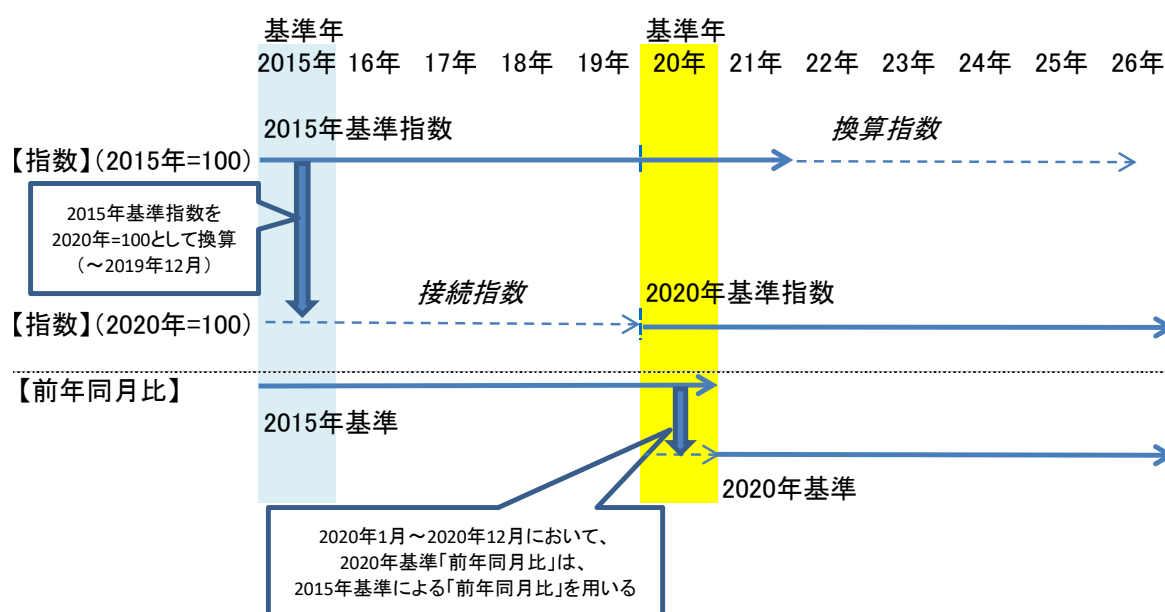 基準年 基準年
2015年 16年 17年 18年 19年 20年 21年 22年 23年 24年 25年 26年
2015年基準指数 換算指数
【指数】(2015年=100)
2015年基準指数を
2020年=100として換算
(～2019年12月)
接続指数 2020年基準指数
【指数】(2020年=100)
【前年同月比】
2015年基準
2020年基準
2020年1月～2020年12月において、
2020年基準「前年同月比」は、
2015年基準による「前年同月比」を用いる